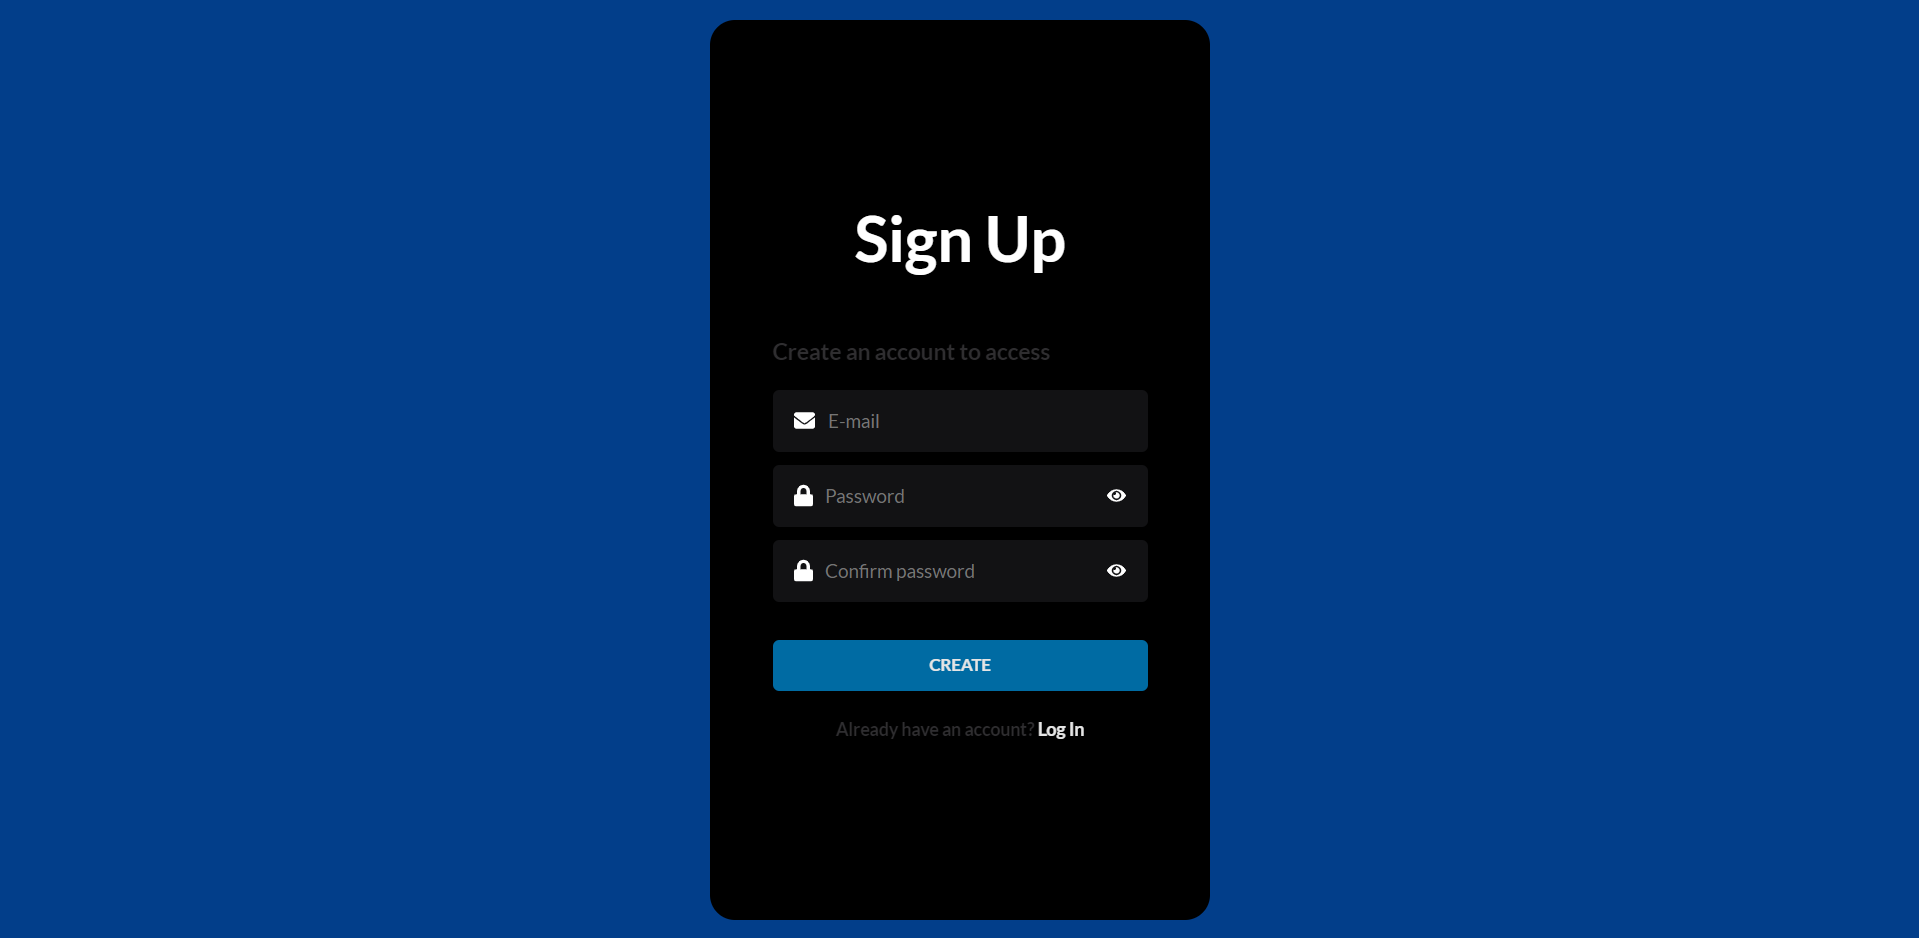 Sign Up
Create an account to access
E-mail
Password
Confirm password
CREATE
Already have an account? Log In